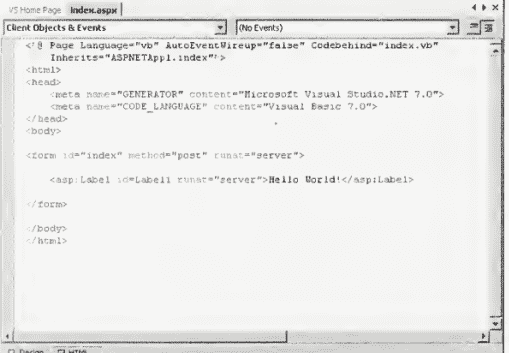 VS Home Page index.aspx
Client Objects & Events (No Events)
<%@ Page Language="vb" AutoEventWireup="false" Codebehind="index.vb"
Inherits="ASPNETApp1.index"%>
<html>
<head>
<meta name="GENERATOR" content="Microsoft Visual Studio.NET 7.0">
<meta name="CODE_LANGUAGE" content="Visual Basic 7.0">
</head>
<body>
<form id="index" method="post" runat="server">
<asp:Label id=Label1 runat="server">Hello World!</asp:Label>
</form>
</body>
</html>
Design HTML